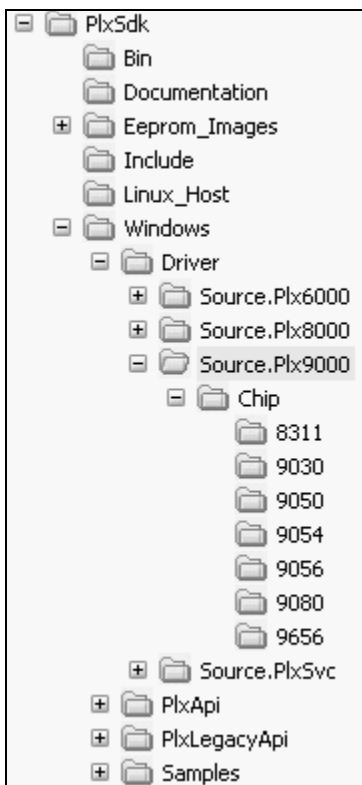 PlxSdk
Bin
Documentation
Eeprom_Images
Include
Linux_Host
Windows
Driver
Source.Plx6000
Source.Plx8000
Source.Plx9000
Chip
8311
9030
9050
9054
9056
9080
9656
Source.PlxSvc
PlxApi
PlxLegacyApi
Samples